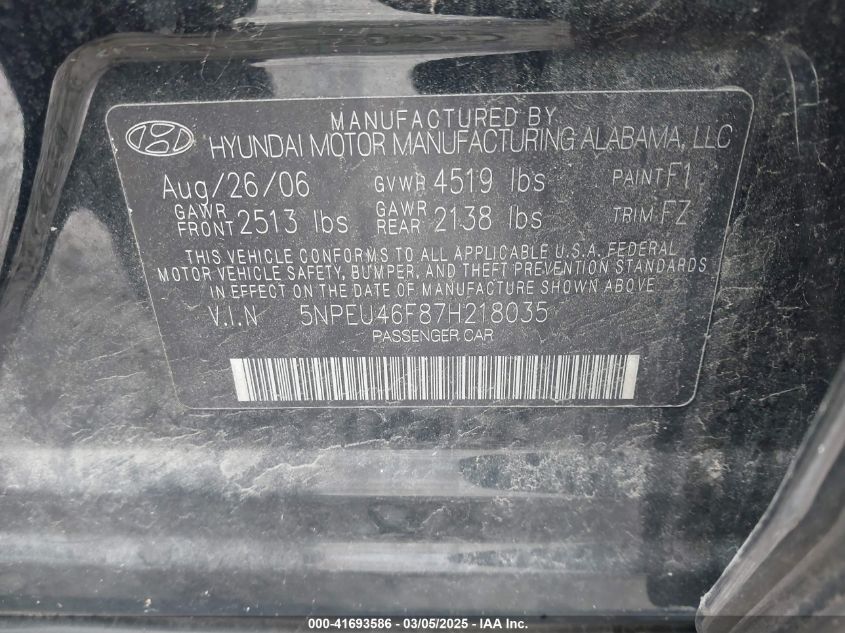 MANUFACTURED BY
HYUNDAI MOTOR MANUFACTURING ALABAMA, LLC
Aug/26/06 GVWR 4519 lbs PAINT F1
GAWR FRONT 2513 lbs GAWR REAR 2138 lbs TRIM FZ
THIS VEHICLE CONFORMS TO ALL APPLICABLE U.S.A. FEDERAL
MOTOR VEHICLE SAFETY, BUMPER, AND THEFT PREVENTION STANDARDS
IN EFFECT ON THE DATE OF MANUFACTURE SHOWN ABOVE.
V.I.N 5NPEU46F87H218035
PASSENGER CAR
000-41693586 - 03/05/2025 - IAA Inc.